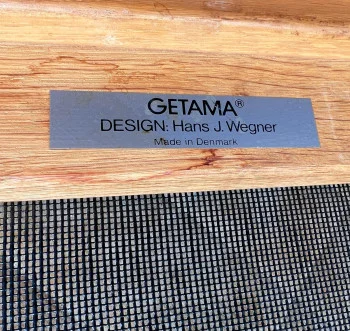 GETAMA®
DESIGN: Hans J. Wegner
Made in Denmark